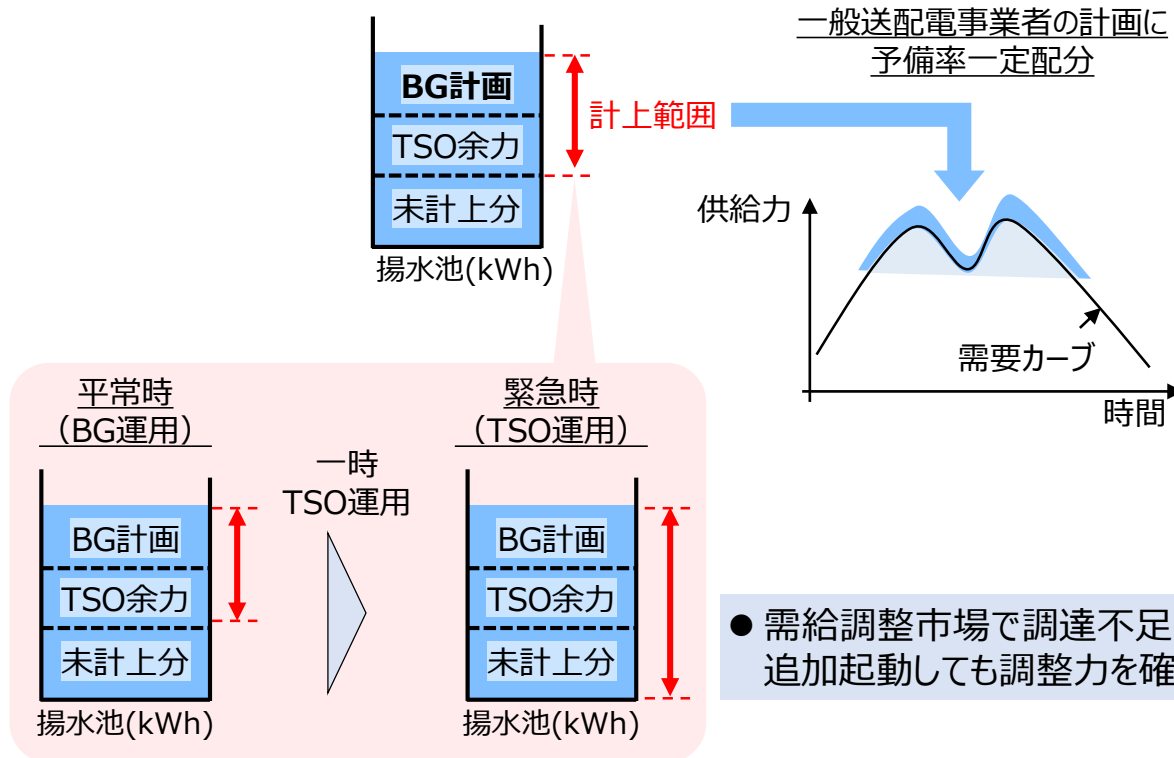 一般送配電事業者の計画に
予備率一定配分
BG計画
計上範囲
TSO余力
未計上分
揚水池(kWh)
供給力
需要カーブ
時間
平常時
（BG運用）
一時
TSO運用
緊急時
（TSO運用）
BG計画
TSO余力
未計上分
揚水池(kWh)
BG計画
TSO余力
未計上分
揚水池(kWh)
● 需給調整市場で調達不足
追加起動しても調整力を確